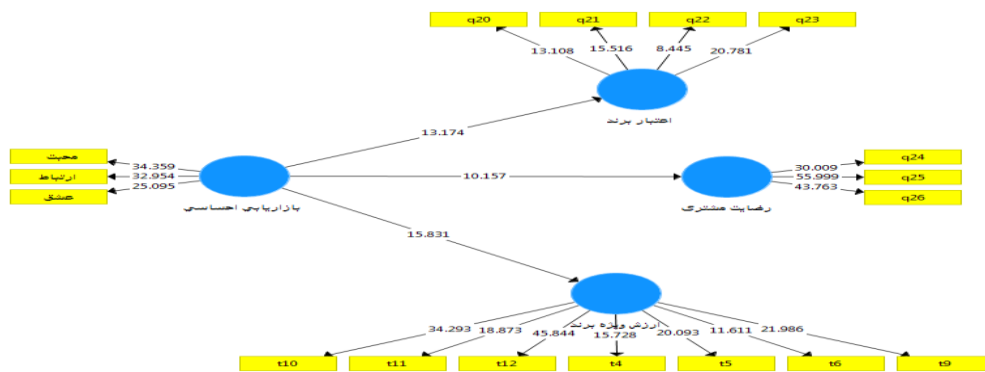 q20 q21 q22 q23
13.108 15.516 8.445 20.781
اعتبار برند
13.174
محبت 34.359
ارتباط 32.954
عشق 25.095
بازاریابی احساسی
10.157
30.009 q24
55.999 q25
43.763 q26
رضایت مشتری
15.831
ارزش ویژه برند
34.293 18.873 45.844 15.728 20.093 11.611 21.986
t10 t11 t12 t4 t5 t6 t9